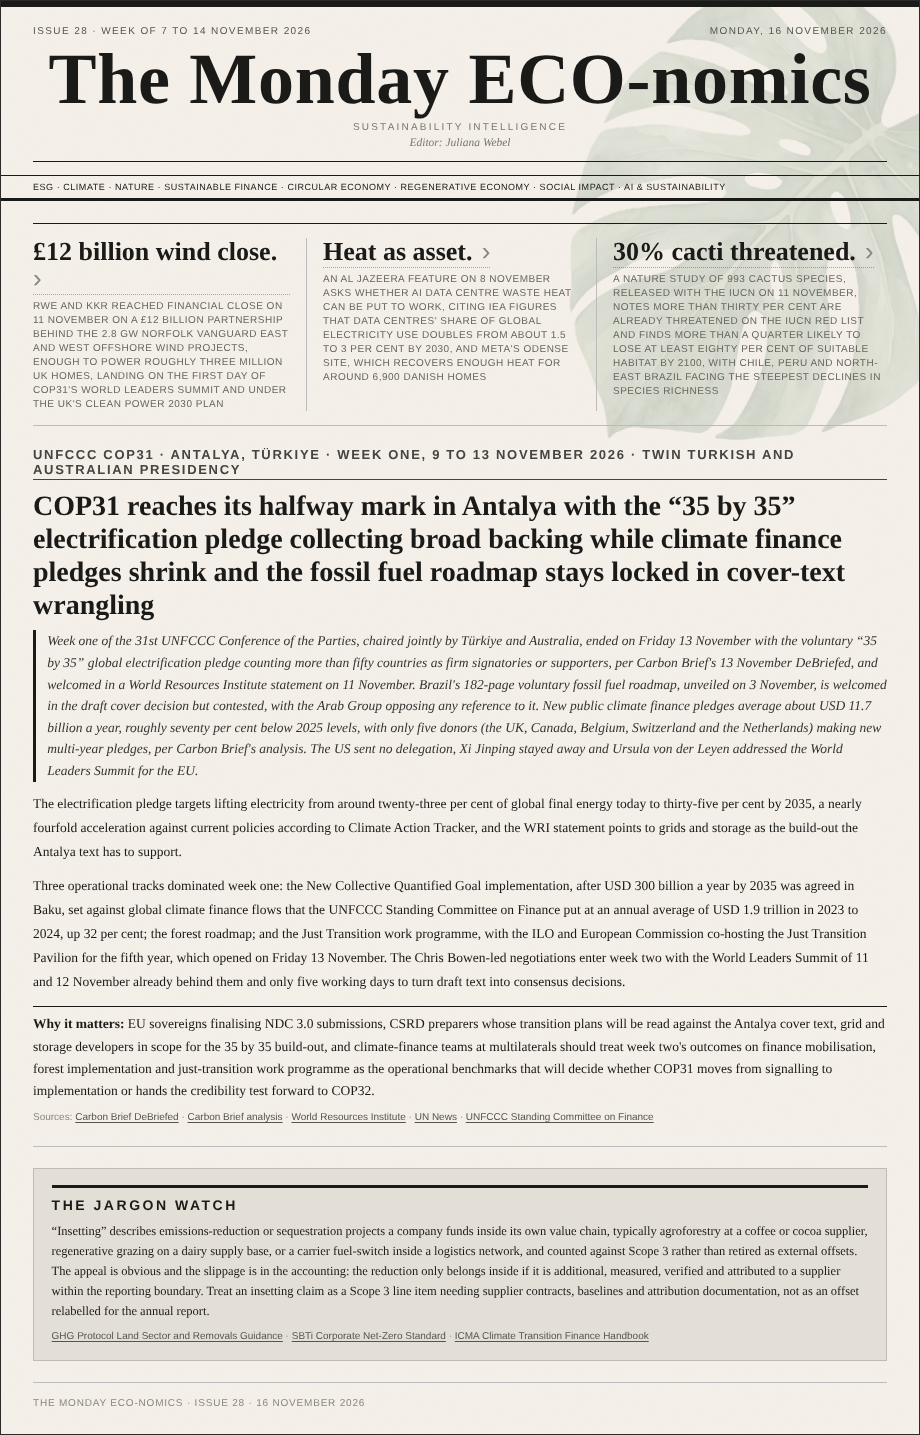 ISSUE 28 · WEEK OF 7 TO 14 NOVEMBER 2026
MONDAY, 16 NOVEMBER 2026
The Monday ECO-nomics
SUSTAINABILITY INTELLIGENCE
Editor: Juliana Webel
ESG · CLIMATE · NATURE · SUSTAINABLE FINANCE · CIRCULAR ECONOMY · REGENERATIVE ECONOMY · SOCIAL IMPACT · AI & SUSTAINABILITY
£12 billion wind close.
›
RWE AND KKR REACHED FINANCIAL CLOSE ON
11 NOVEMBER ON A £12 BILLION PARTNERSHIP
BEHIND THE 2.8 GW NORFOLK VANGUARD EAST
AND WEST OFFSHORE WIND PROJECTS,
ENOUGH TO POWER ROUGHLY THREE MILLION
UK HOMES, LANDING ON THE FIRST DAY OF
COP31'S WORLD LEADERS SUMMIT AND UNDER
THE UK'S CLEAN POWER 2030 PLAN
Heat as asset. ›
AN AL JAZEERA FEATURE ON 8 NOVEMBER
ASKS WHETHER AI DATA CENTRE WASTE HEAT
CAN BE PUT TO WORK, CITING IEA FIGURES
THAT DATA CENTRES' SHARE OF GLOBAL
ELECTRICITY USE DOUBLES FROM ABOUT 1.5
TO 3 PER CENT BY 2030, AND META'S ODENSE
SITE, WHICH RECOVERS ENOUGH HEAT FOR
AROUND 6,900 DANISH HOMES
30% cacti threatened. ›
A NATURE STUDY OF 993 CACTUS SPECIES,
RELEASED WITH THE IUCN ON 11 NOVEMBER,
NOTES MORE THAN THIRTY PER CENT ARE
ALREADY THREATENED ON THE IUCN RED LIST
AND FINDS MORE THAN A QUARTER LIKELY TO
LOSE AT LEAST EIGHTY PER CENT OF SUITABLE
HABITAT BY 2100, WITH CHILE, PERU AND NORTH-
EAST BRAZIL FACING THE STEEPEST DECLINES IN
SPECIES RICHNESS
UNFCCC COP31 · ANTALYA, TÜRKIYE · WEEK ONE, 9 TO 13 NOVEMBER 2026 · TWIN TURKISH AND
AUSTRALIAN PRESIDENCY
COP31 reaches its halfway mark in Antalya with the “35 by 35”
electrification pledge collecting broad backing while climate finance
pledges shrink and the fossil fuel roadmap stays locked in cover-text
wrangling
Week one of the 31st UNFCCC Conference of the Parties, chaired jointly by Türkiye and Australia, ended on Friday 13 November with the voluntary “35
by 35” global electrification pledge counting more than fifty countries as firm signatories or supporters, per Carbon Brief's 13 November DeBriefed, and
welcomed in a World Resources Institute statement on 11 November. Brazil's 182-page voluntary fossil fuel roadmap, unveiled on 3 November, is welcomed
in the draft cover decision but contested, with the Arab Group opposing any reference to it. New public climate finance pledges average about USD 11.7
billion a year, roughly seventy per cent below 2025 levels, with only five donors (the UK, Canada, Belgium, Switzerland and the Netherlands) making new
multi-year pledges, per Carbon Brief's analysis. The US sent no delegation, Xi Jinping stayed away and Ursula von der Leyen addressed the World
Leaders Summit for the EU.
The electrification pledge targets lifting electricity from around twenty-three per cent of global final energy today to thirty-five per cent by 2035, a nearly
fourfold acceleration against current policies according to Climate Action Tracker, and the WRI statement points to grids and storage as the build-out the
Antalya text has to support.
Three operational tracks dominated week one: the New Collective Quantified Goal implementation, after USD 300 billion a year by 2035 was agreed in
Baku, set against global climate finance flows that the UNFCCC Standing Committee on Finance put at an annual average of USD 1.9 trillion in 2023 to
2024, up 32 per cent; the forest roadmap; and the Just Transition work programme, with the ILO and European Commission co-hosting the Just Transition
Pavilion for the fifth year, which opened on Friday 13 November. The Chris Bowen-led negotiations enter week two with the World Leaders Summit of 11
and 12 November already behind them and only five working days to turn draft text into consensus decisions.
Why it matters: EU sovereigns finalising NDC 3.0 submissions, CSRD preparers whose transition plans will be read against the Antalya cover text, grid and
storage developers in scope for the 35 by 35 build-out, and climate-finance teams at multilaterals should treat week two's outcomes on finance mobilisation,
forest implementation and just-transition work programme as the operational benchmarks that will decide whether COP31 moves from signalling to
implementation or hands the credibility test forward to COP32.
Sources: Carbon Brief DeBriefed · Carbon Brief analysis · World Resources Institute · UN News · UNFCCC Standing Committee on Finance
THE JARGON WATCH
“Insetting” describes emissions-reduction or sequestration projects a company funds inside its own value chain, typically agroforestry at a coffee or cocoa supplier,
regenerative grazing on a dairy supply base, or a carrier fuel-switch inside a logistics network, and counted against Scope 3 rather than retired as external offsets.
The appeal is obvious and the slippage is in the accounting: the reduction only belongs inside if it is additional, measured, verified and attributed to a supplier
within the reporting boundary. Treat an insetting claim as a Scope 3 line item needing supplier contracts, baselines and attribution documentation, not as an offset
relabelled for the annual report.
GHG Protocol Land Sector and Removals Guidance · SBTi Corporate Net-Zero Standard · ICMA Climate Transition Finance Handbook
THE MONDAY ECO-NOMICS · ISSUE 28 · 16 NOVEMBER 2026